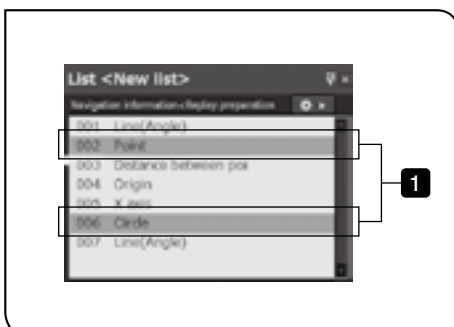 List <New list>
Navigation information<Replay preparation
001 Line(Angle)
002 Point
003 Distance between poi
004 Origin
005 X axis
006 Circle
007 Line(Angle)
1